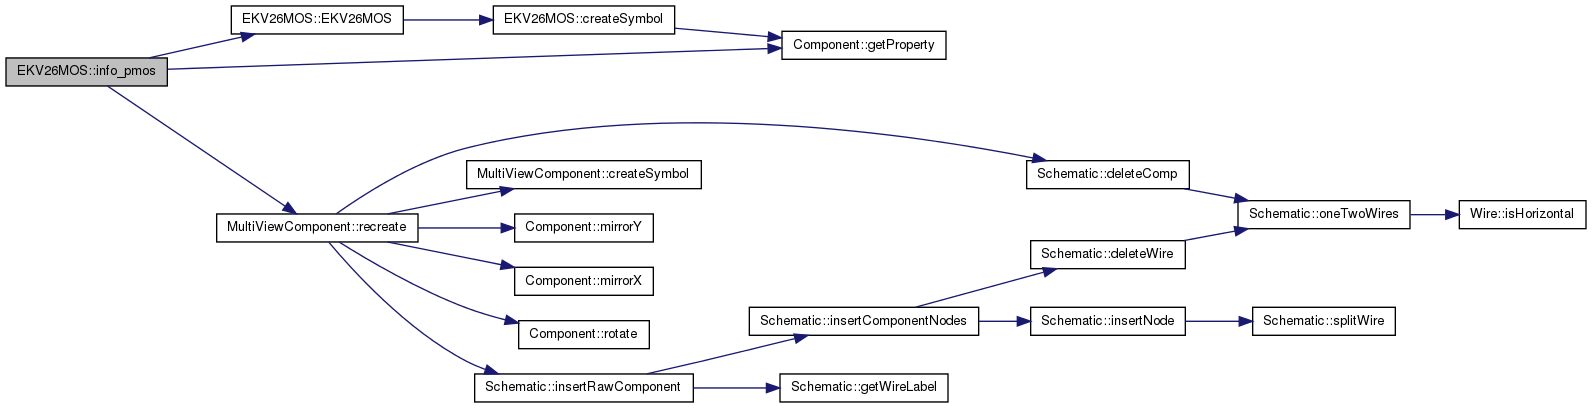 EKV26MOS::info_pmos
EKV26MOS::EKV26MOS
EKV26MOS::createSymbol
Component::getProperty
MultiViewComponent::recreate
MultiViewComponent::createSymbol
Component::mirrorY
Component::mirrorX
Component::rotate
Schematic::insertRawComponent
Schematic::deleteComp
Schematic::oneTwoWires
Wire::isHorizontal
Schematic::deleteWire
Schematic::insertComponentNodes
Schematic::insertNode
Schematic::splitWire
Schematic::getWireLabel